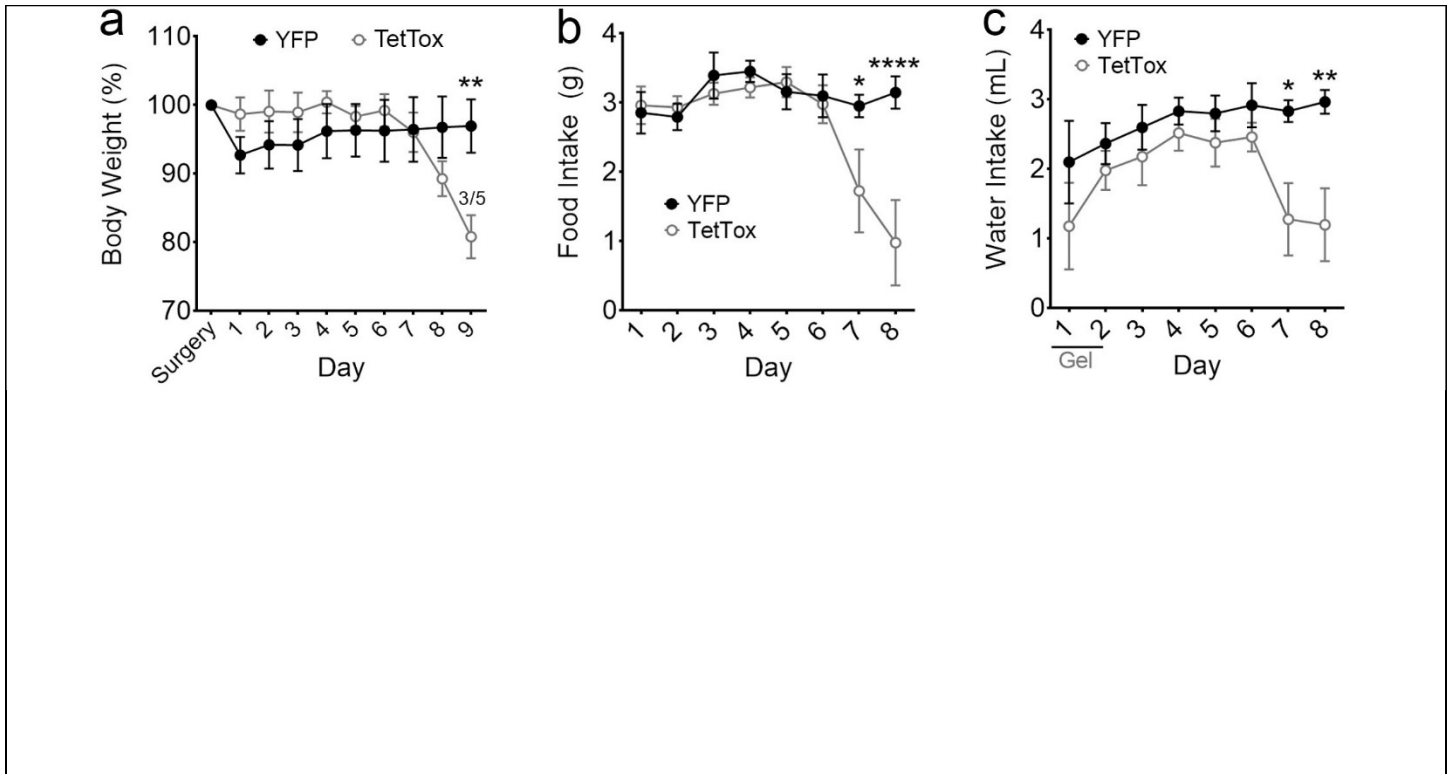 a
YFP TetTox
110
100
90
80
70
Body Weight (%)
**
3/5
Surgery 1 2 3 4 5 6 7 8 9
Day
b
4
3
2
1
0
Food Intake (g)
* ****
YFP
TetTox
1 2 3 4 5 6 7 8
Day
c
YFP
TetTox
4
3
2
1
0
Water Intake (mL)
* **
1 2 3 4 5 6 7 8
Gel
Day